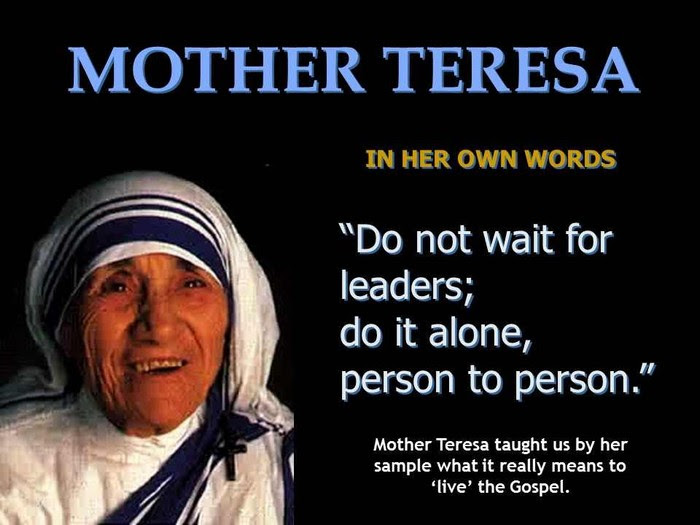 MOTHER TERESA
IN HER OWN WORDS
“Do not wait for
leaders;
do it alone,
person to person.”
Mother Teresa taught us by her
sample what it really means to
‘live’ the Gospel.